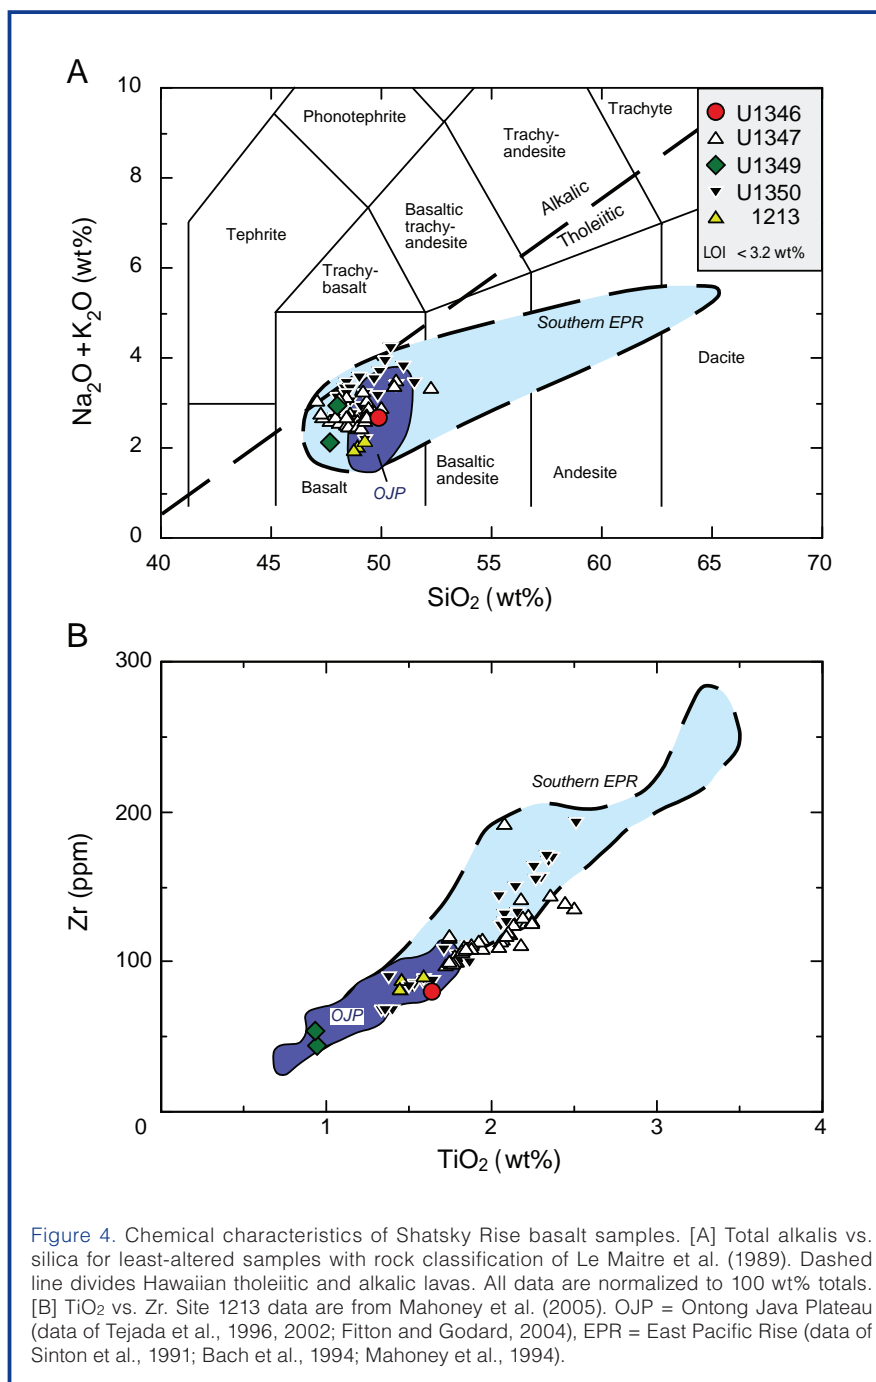 A
10
8
6
4
2
0
Na2O + K2O (wt%)
40
45
50
55
60
65
70
SiO2 (wt%)
Phonotephrite
Trachyte
Trachy-
andesite
Tephrite
Basaltic
trachy-
andesite
Alkalic
Tholeiitic
Trachy-
basalt
Southern EPR
Dacite
Basalt
OJP
Basaltic
andesite
Andesite
U1346
U1347
U1349
U1350
1213
LOI < 3.2 wt%
B
300
200
100
0
Zr (ppm)
Southern EPR
OJP
1
2
3
4
TiO2 (wt%)
Figure 4. Chemical characteristics of Shatsky Rise basalt samples. [A] Total alkalis vs.
silica for least-altered samples with rock classification of Le Maitre et al. (1989). Dashed
line divides Hawaiian tholeiitic and alkalic lavas. All data are normalized to 100 wt% totals.
[B] TiO2 vs. Zr. Site 1213 data are from Mahoney et al. (2005). OJP = Ontong Java Plateau
(data of Tejada et al., 1996, 2002; Fitton and Godard, 2004), EPR = East Pacific Rise (data of
Sinton et al., 1991; Bach et al., 1994; Mahoney et al., 1994).